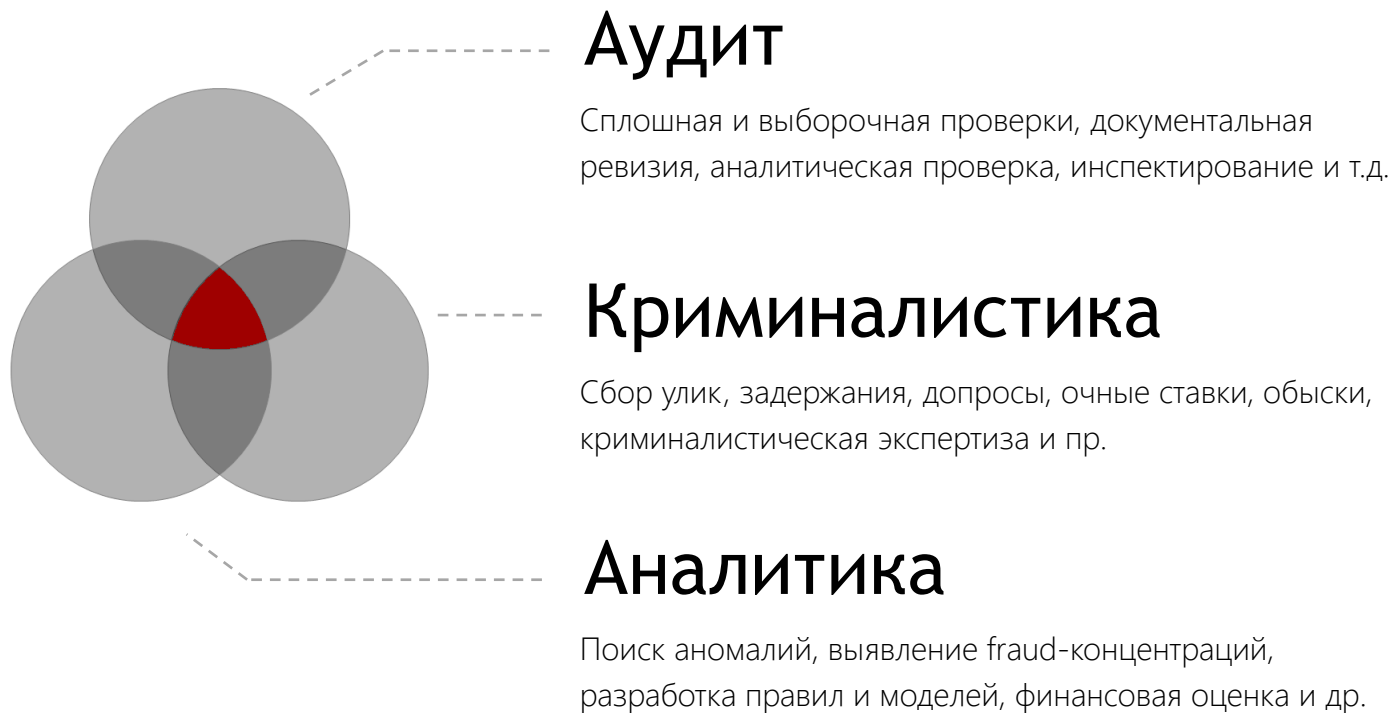 Аудит
Сплошная и выборочная проверки, документальная
ревизия, аналитическая проверка, инспектирование и т.д.
Криминалистика
Сбор улик, задержания, допросы, очные ставки, обыски,
криминалистическая экспертиза и пр.
Аналитика
Поиск аномалий, выявление fraud-концентраций,
разработка правил и моделей, финансовая оценка и др.